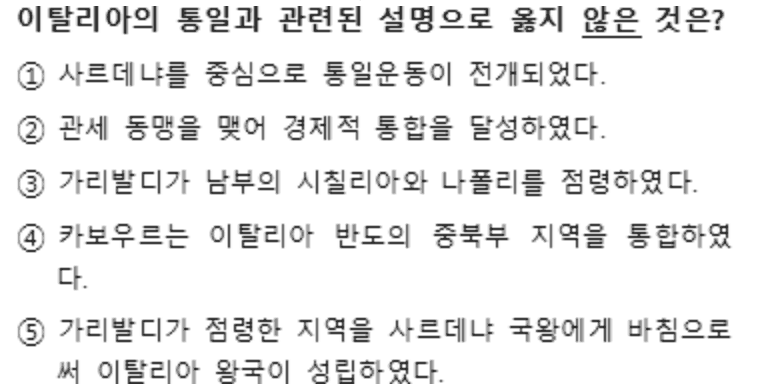 이탈리아의 통일과 관련된 설명으로 옳지 않은 것은?
① 사르데냐를 중심으로 통일운동이 전개되었다.
② 관세 동맹을 맺어 경제적 통합을 달성하였다.
③ 가리발디가 남부의 시칠리아와 나폴리를 점령하였다.
④ 카보우르는 이탈리아 반도의 중북부 지역을 통합하였
다.
⑤ 가리발디가 점령한 지역을 사르데냐 국왕에게 바침으로
써 이탈리아 왕국이 성립하였다.